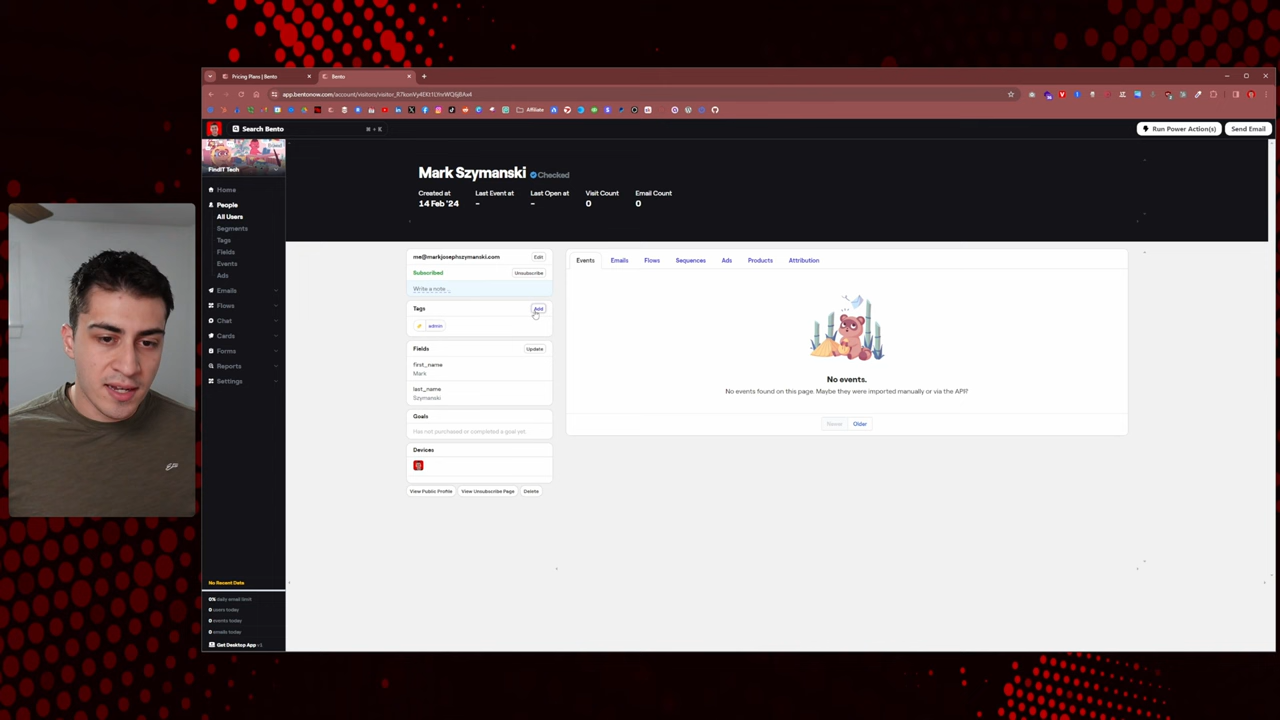 Pricing Plans | Bento
Bento
app.bentonow.com/account/visitors/
Affiliate
Search Bento
Run Power Action(s)
Send Email
FindIT Tech
Home
People
All Users
Segments
Tags
Fields
Events
Ads
Emails
Flows
Chat
Cards
Forms
Reports
Settings
No Recent Data
0% daily email limit
0 users today
0 events today
0 emails today
Get Desktop App v1
Mark Szymanski Checked
Created at
14 Feb '24
Last Event at
-
Last Open at
-
Visit Count
0
Email Count
0
me@markjosephszymanski.com
Edit
Subscribed
Unsubscribe
Write a note ..
Tags
Add
admin
Fields
Update
first_name
Mark
last_name
Szymanski
Goals
Has not purchased or completed a goal yet.
Devices
View Public Profile
View Unsubscribe Page
Delete
Events
Emails
Flows
Sequences
Ads
Products
Attribution
No events.
No events found on this page. Maybe they were imported manually or via the API?
Newer
Older